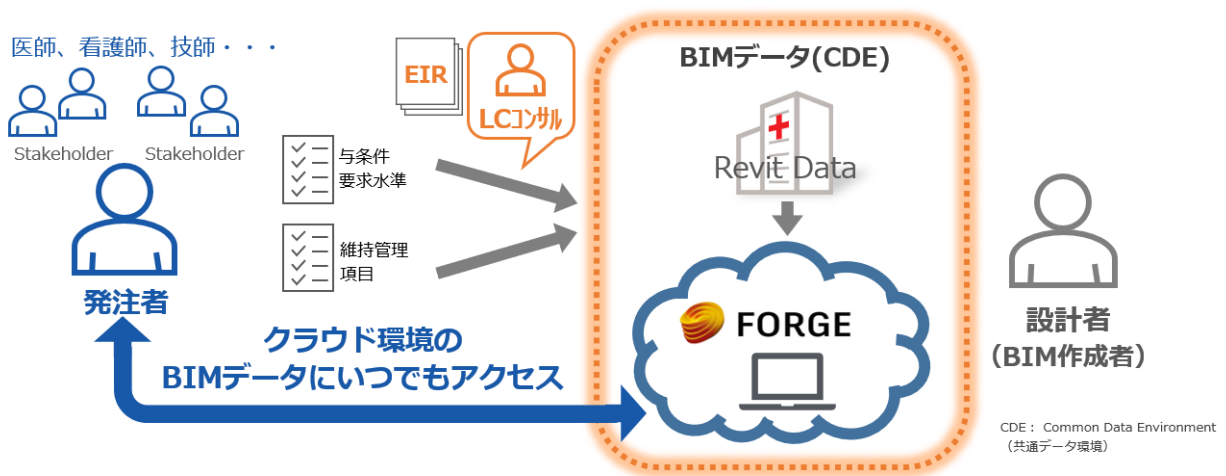 医師、看護師、技師・・・
Stakeholder
Stakeholder
発注者
EIR
LCコンサル
与条件
要求水準
維持管理
項目
クラウド環境の
BIMデータにいつでもアクセス
BIMデータ(CDE)
Revit Data
FORGE
設計者
（BIM作成者）
CDE： Common Data Environment
（共通データ環境）